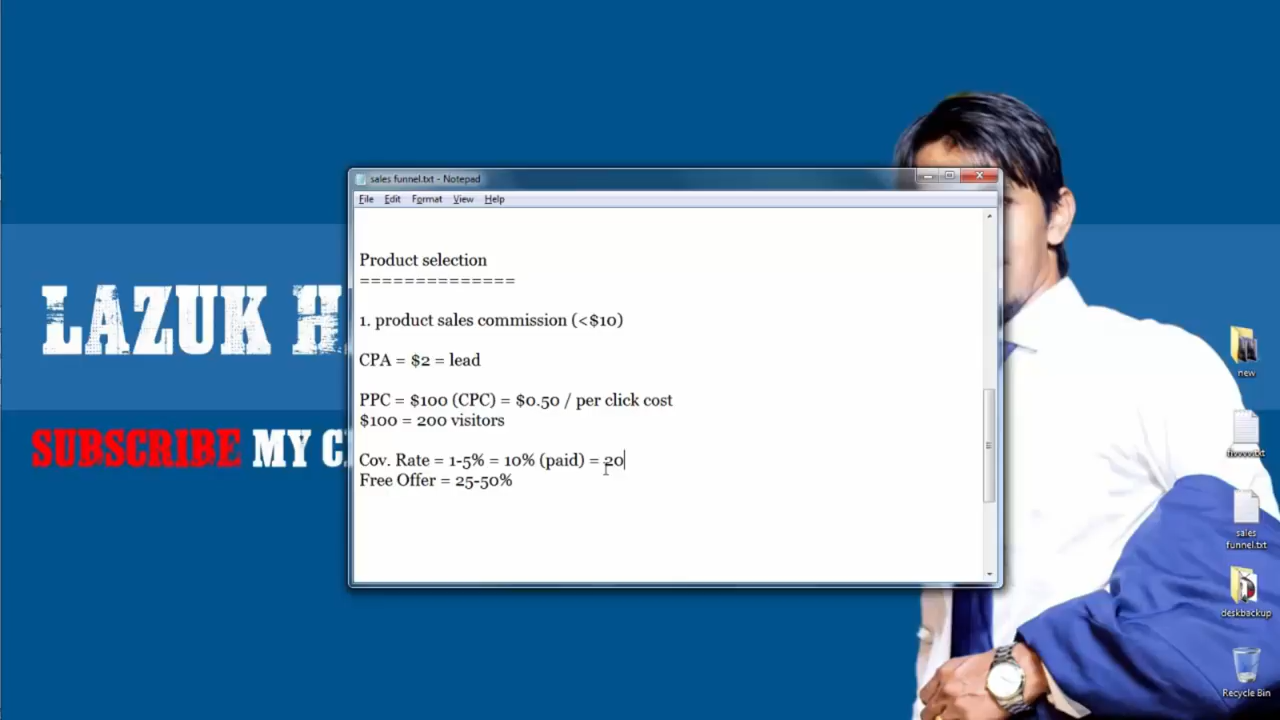 sales funnel.txt - Notepad
File Edit Format View Help
Product selection
==============
1. product sales commission (<$10)
CPA = $2 = lead
PPC = $100 (CPC) = $0.50 / per click cost
$100 = 200 visitors
Cov. Rate = 1-5% = 10% (paid) = 20
Free Offer = 25-50%
LAZUK H
SUBSCRIBE MY C
new
sales
funnel.txt
deskbackup
Recycle Bin